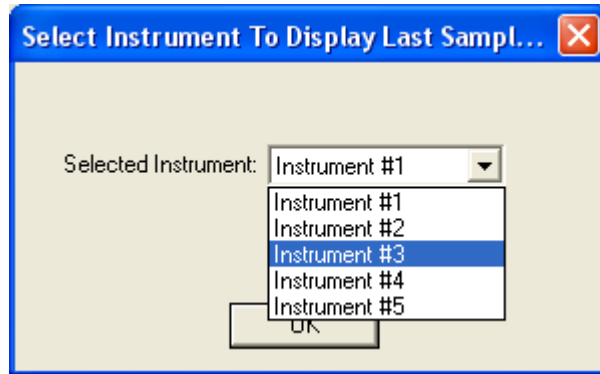 Select Instrument To Display Last Sampl...
Selected Instrument: Instrument #1
Instrument #1
Instrument #2
Instrument #3
Instrument #4
Instrument #5
OK